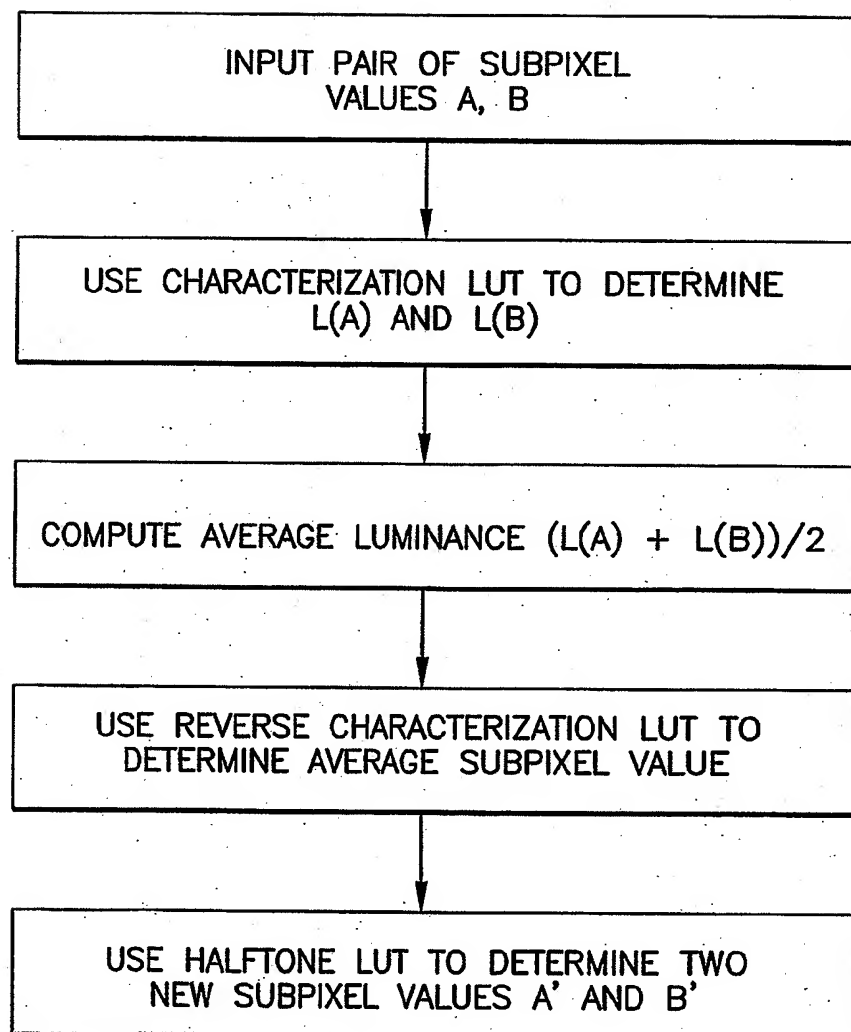 INPUT PAIR OF SUBPIXEL
VALUES A, B
USE CHARACTERIZATION LUT TO DETERMINE
L(A) AND L(B)
COMPUTE AVERAGE LUMINANCE (L(A) + L(B))/2
USE REVERSE CHARACTERIZATION LUT TO
DETERMINE AVERAGE SUBPIXEL VALUE
USE HALFTONE LUT TO DETERMINE TWO
NEW SUBPIXEL VALUES A' AND B'